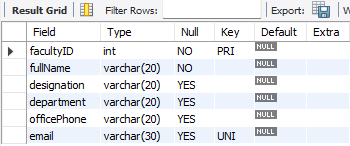 Result Grid Filter Rows: Export: W
Field Type Null Key Default Extra
facultyID int NO PRI NULL
fullName varchar(20) NO NULL
designation varchar(20) YES NULL
department varchar(20) YES NULL
officePhone varchar(20) YES NULL
email varchar(30) YES UNI NULL